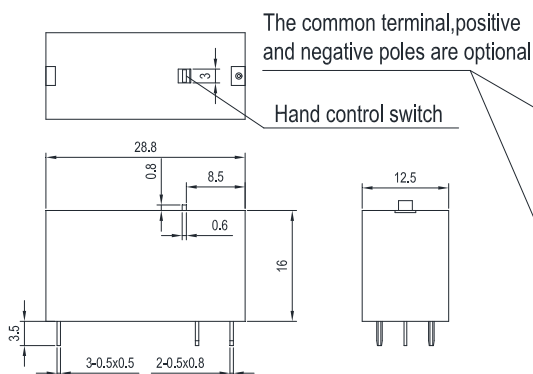 The common terminal,positive
and negative poles are optional
3
Hand control switch
28.8
0.8
8.5
12.5
0.6
16
3.5
3-0.5x0.5
2-0.5x0.8